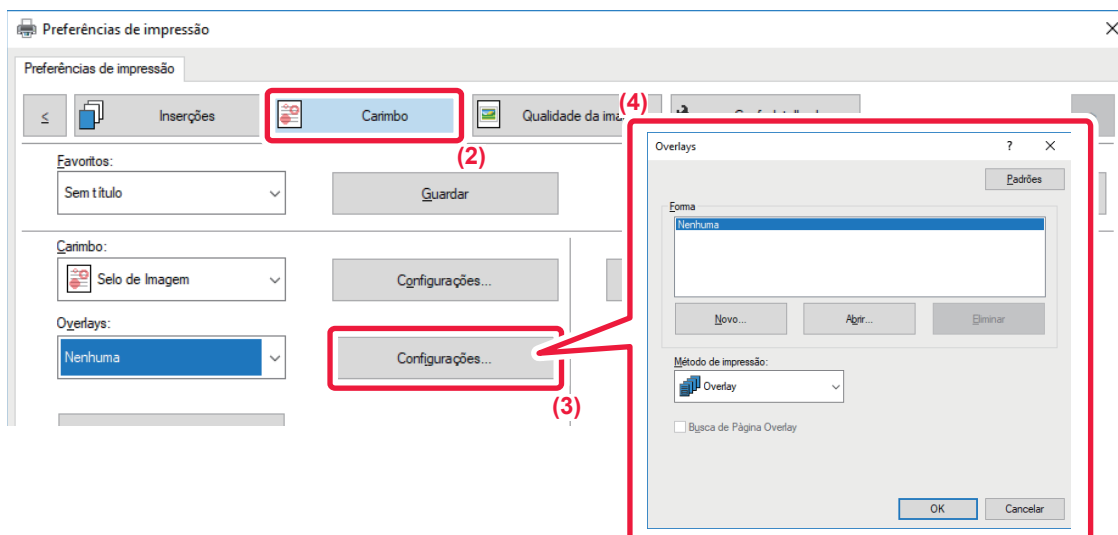 Preferências de impressão
Preferências de impressão
< Inserções Carimbo Qualidade da ima
(4)
(2)
Favoritos:
Sem título Guardar
Carimbo:
Selo de Imagem Configurações...
Overlays:
Nenhuma Configurações...
(3)
Overlays ? X
Padrões
Forma
Nenhuma
Novo... Abrir... Eliminar
Método de impressão:
Overlay
Busca de Página Overlay
OK Cancelar